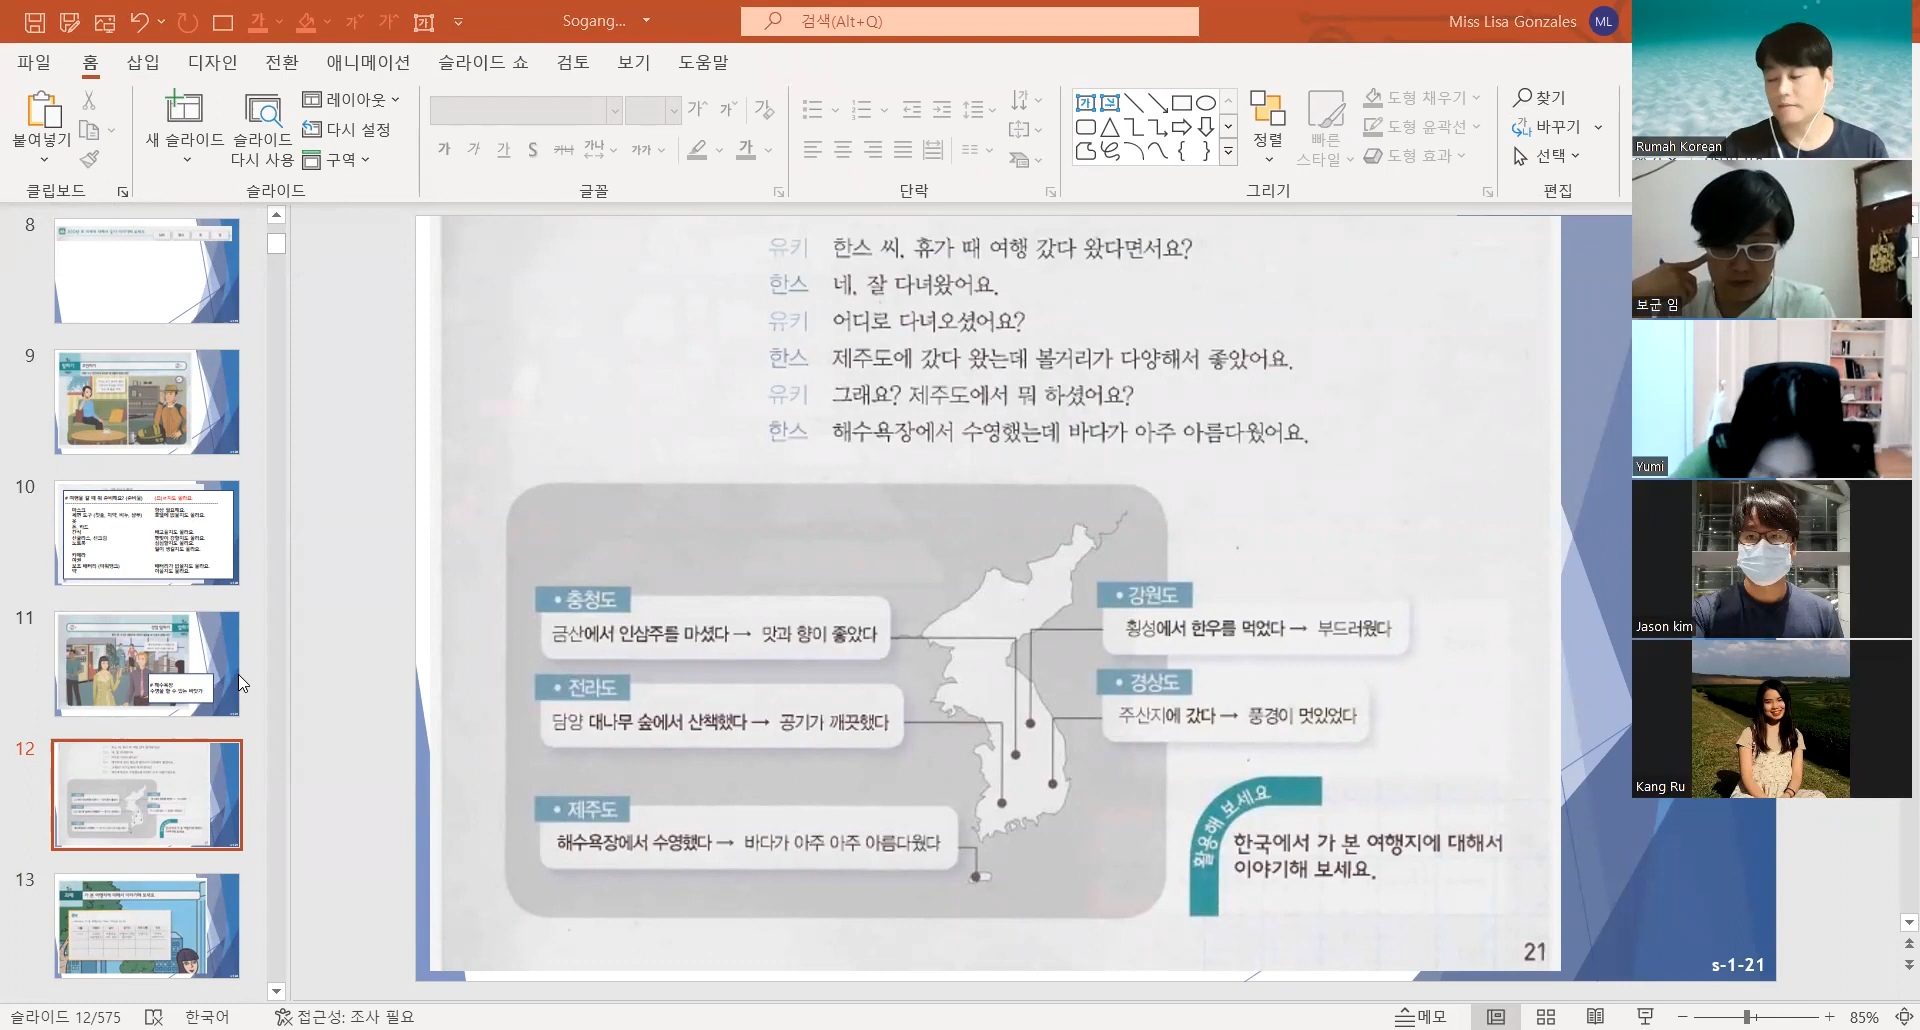 Sogang...
검색(Alt+Q)
Miss Lisa Gonzales
ML
파일 홈 삽입 디자인 전환 애니메이션 슬라이드 쇼 검토 보기 도움말
붙여넣기
새 슬라이드
슬라이드 다시 사용
레이아웃
다시 설정
구역
정렬
빠른 스타일
도형 채우기
도형 윤곽선
도형 효과
찾기
바꾸기
선택
클립보드 슬라이드 글꼴 단락 그리기 편집
8
9
10
11
12
13
유키 한스 씨, 휴가 때 여행 갔다 왔다면서요?
한스 네, 잘 다녀왔어요.
유키 어디로 다녀오셨어요?
한스 제주도에 갔다 왔는데 볼거리가 다양해서 좋았어요.
유키 그래요? 제주도에서 뭐 하셨어요?
한스 해수욕장에서 수영했는데 바다가 아주 아름다웠어요.
• 충청도
금산에서 인삼주를 마셨다 → 맛과 향이 좋았다
• 전라도
담양 대나무 숲에서 산책했다 → 공기가 깨끗했다
• 제주도
해수욕장에서 수영했다 → 바다가 아주 아주 아름다웠다
• 강원도
횡성에서 한우를 먹었다 → 부드러웠다
• 경상도
주산지에 갔다 → 풍경이 멋있었다
활용해 보세요
한국에서 가 본 여행지에 대해서
이야기해 보세요.
21
s-1-21
Rumah Korean
보군 임
Yumi
Jason kim
Kang Ru
슬라이드 12/575 한국어 접근성: 조사 필요 메모 85%